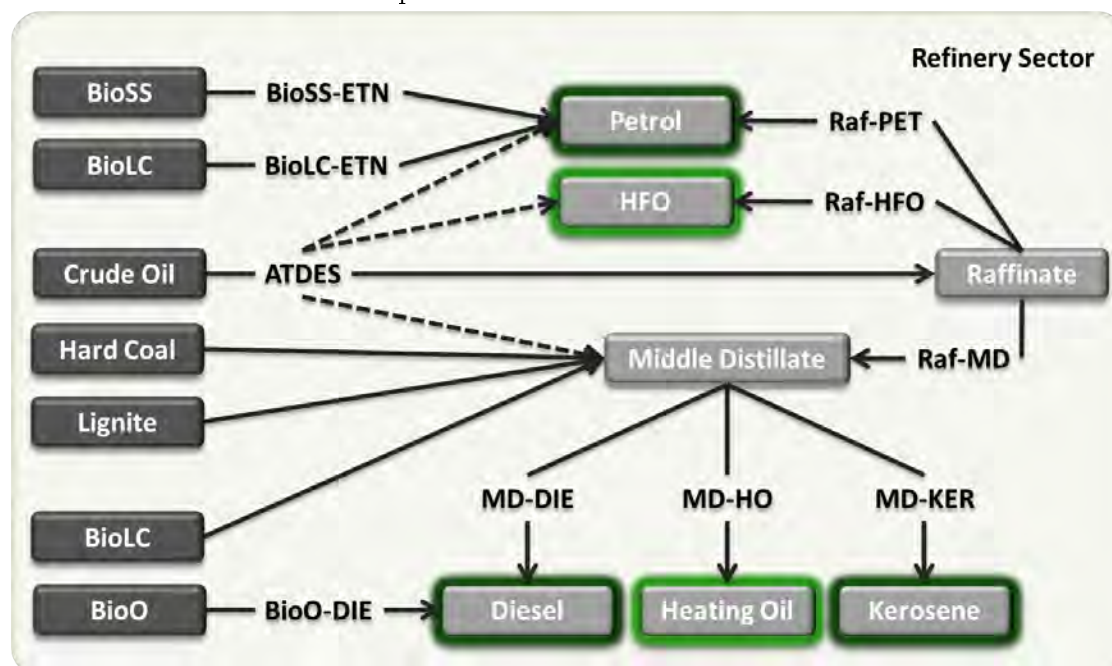 Refinery Sector
BioSS
BioSS-ETN
Petrol
Raf-PET
BioLC
BioLC-ETN
HFO
Raf-HFO
Crude Oil
ATDES
Raffinate
Hard Coal
Middle Distillate
Raf-MD
Lignite
MD-DIE
MD-HO
MD-KER
BioLC
BioO
BioO-DIE
Diesel
Heating Oil
Kerosene